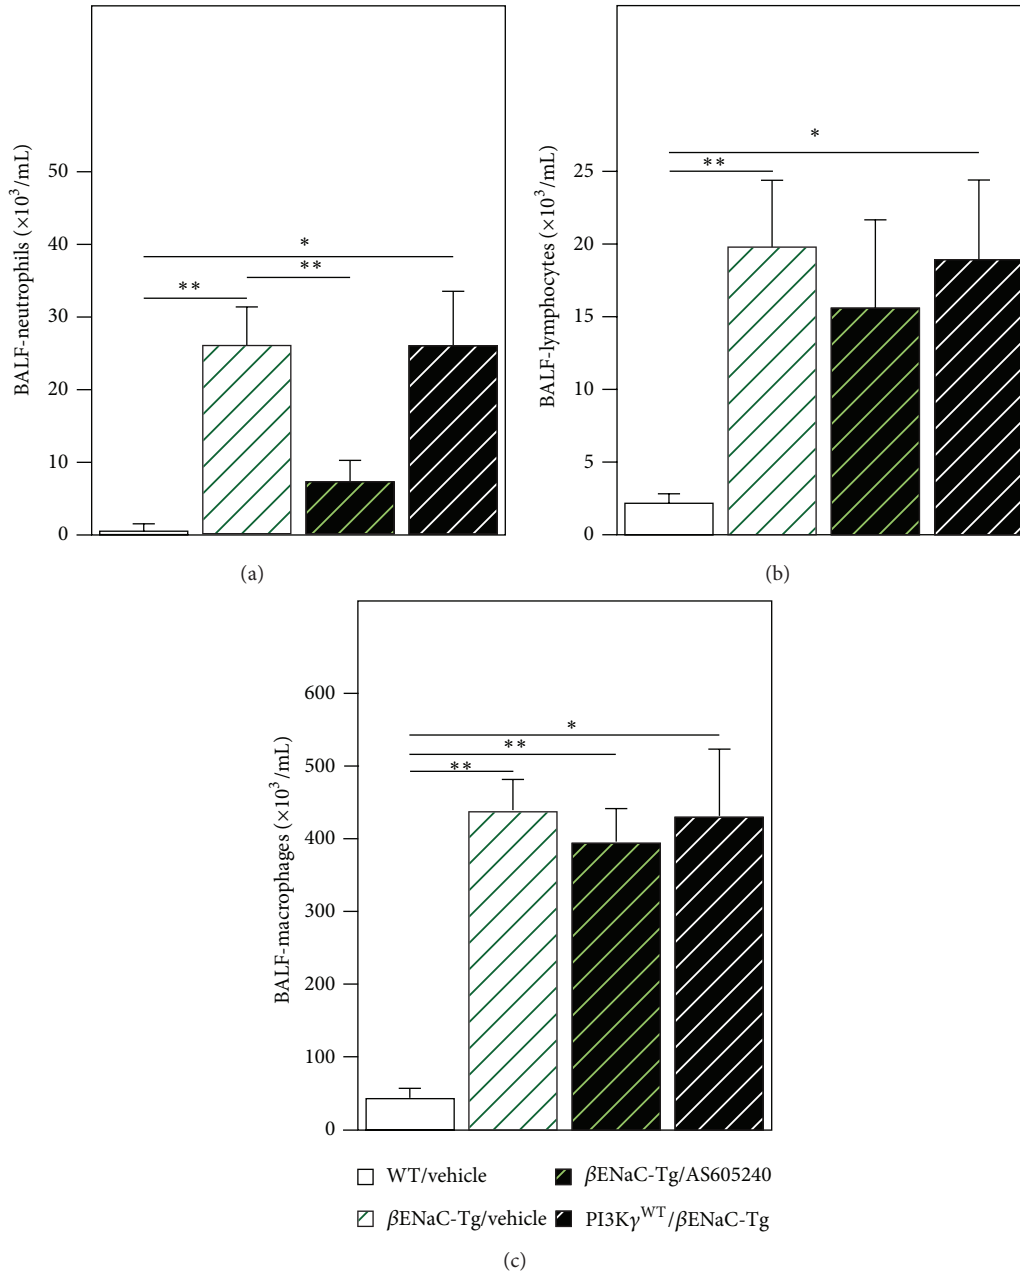 BALF-neutrophils (×10³/mL)
50
40
30
20
10
0
*
**
**
(a)
BALF-lymphocytes (×10³/mL)
25
20
15
10
5
0
*
**
(b)
BALF-macrophages (×10³/mL)
600
500
400
300
200
100
0
*
**
**
WT/vehicle
βENaC-Tg/vehicle
βENaC-Tg/AS605240
PI3Kγ^WT/βENaC-Tg
(c)